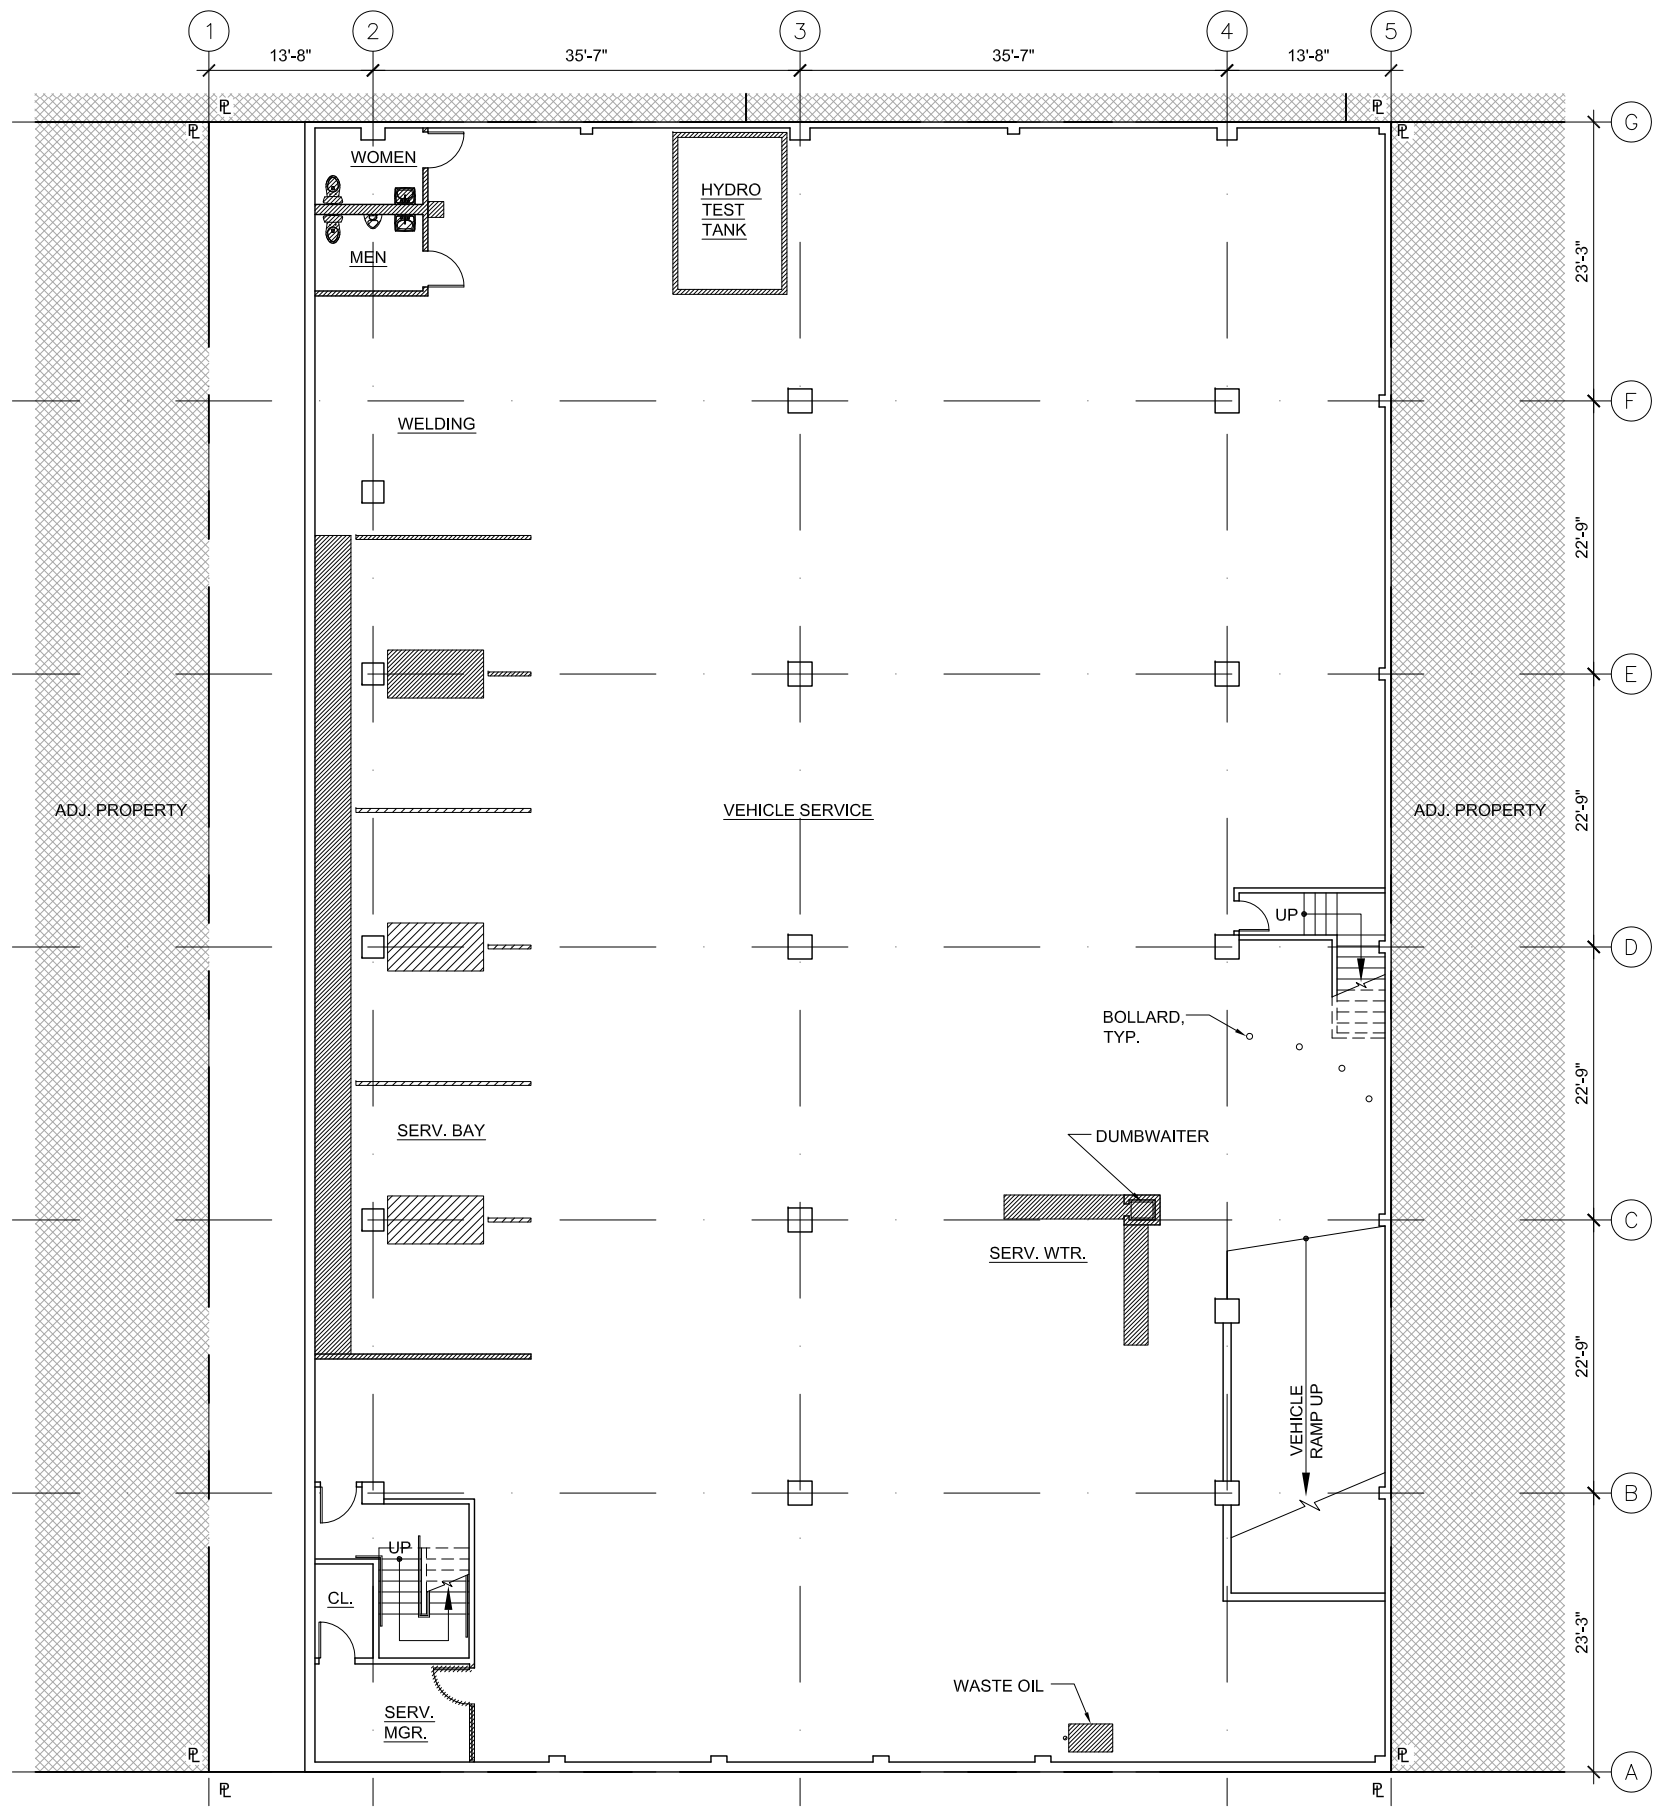 1 2 3 4 5
13'-8" 35'-7" 35'-7" 13'-8"
PL PL
PL PL
G
WOMEN
HYDRO
TEST
TANK
MEN
23'-3"
F
WELDING
22'-9"
E
ADJ. PROPERTY
VEHICLE SERVICE
ADJ. PROPERTY
22'-9"
UP
D
BOLLARD,
TYP.
22'-9"
SERV. BAY
DUMBWAITER
C
SERV. WTR.
22'-9"
VEHICLE
RAMP UP
B
UP
CL.
23'-3"
WASTE OIL
SERV.
MGR.
PL PL
A
PL PL